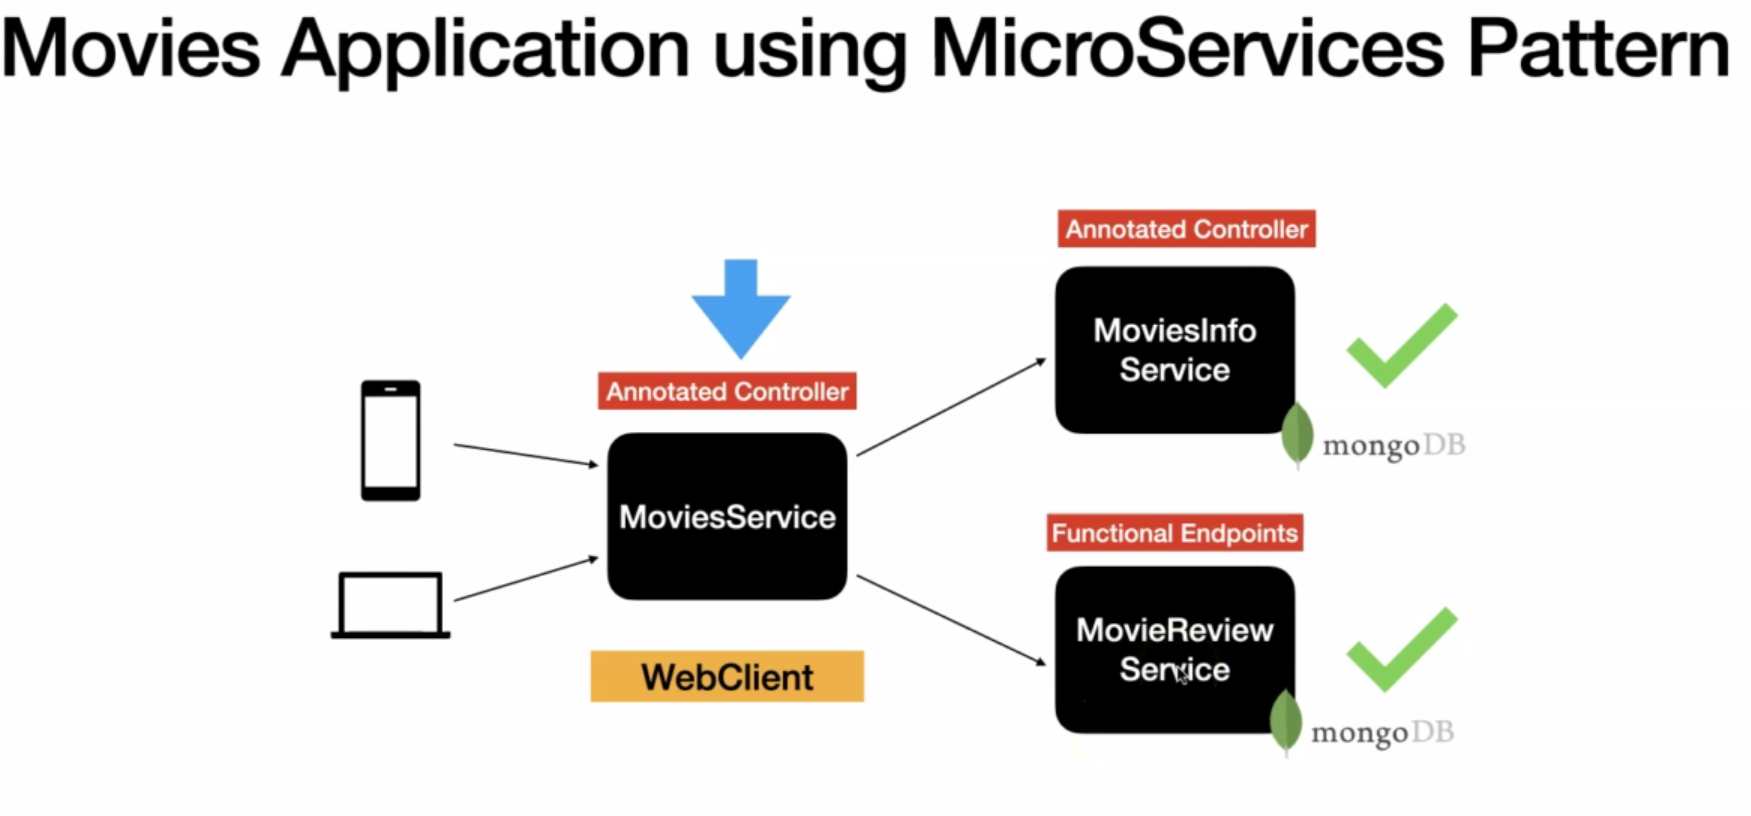 Movies Application using MicroServices Pattern
Annotated Controller
MoviesInfo
Service
mongoDB
Annotated Controller
MoviesService
WebClient
Functional Endpoints
MovieReview
Service
mongoDB